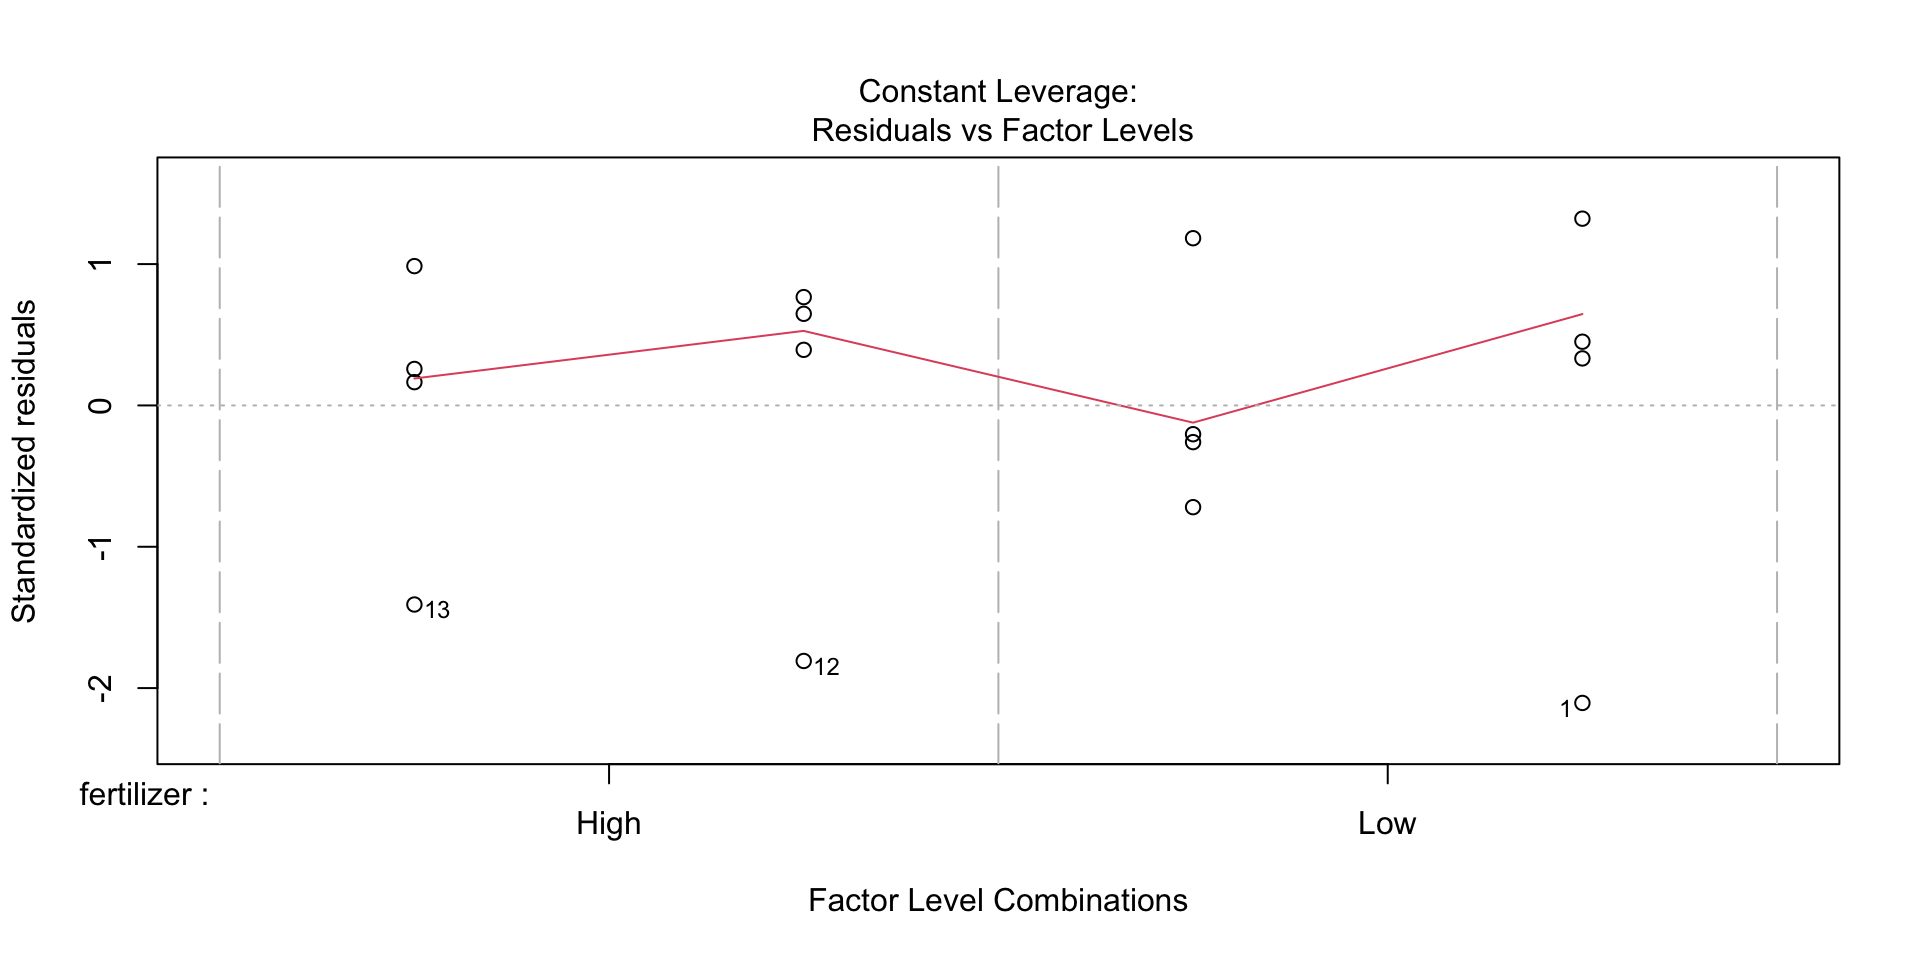 Constant Leverage:
Residuals vs Factor Levels
Standardized residuals
1
0
-1
-2
13
12
1
fertilizer :
High
Low
Factor Level Combinations